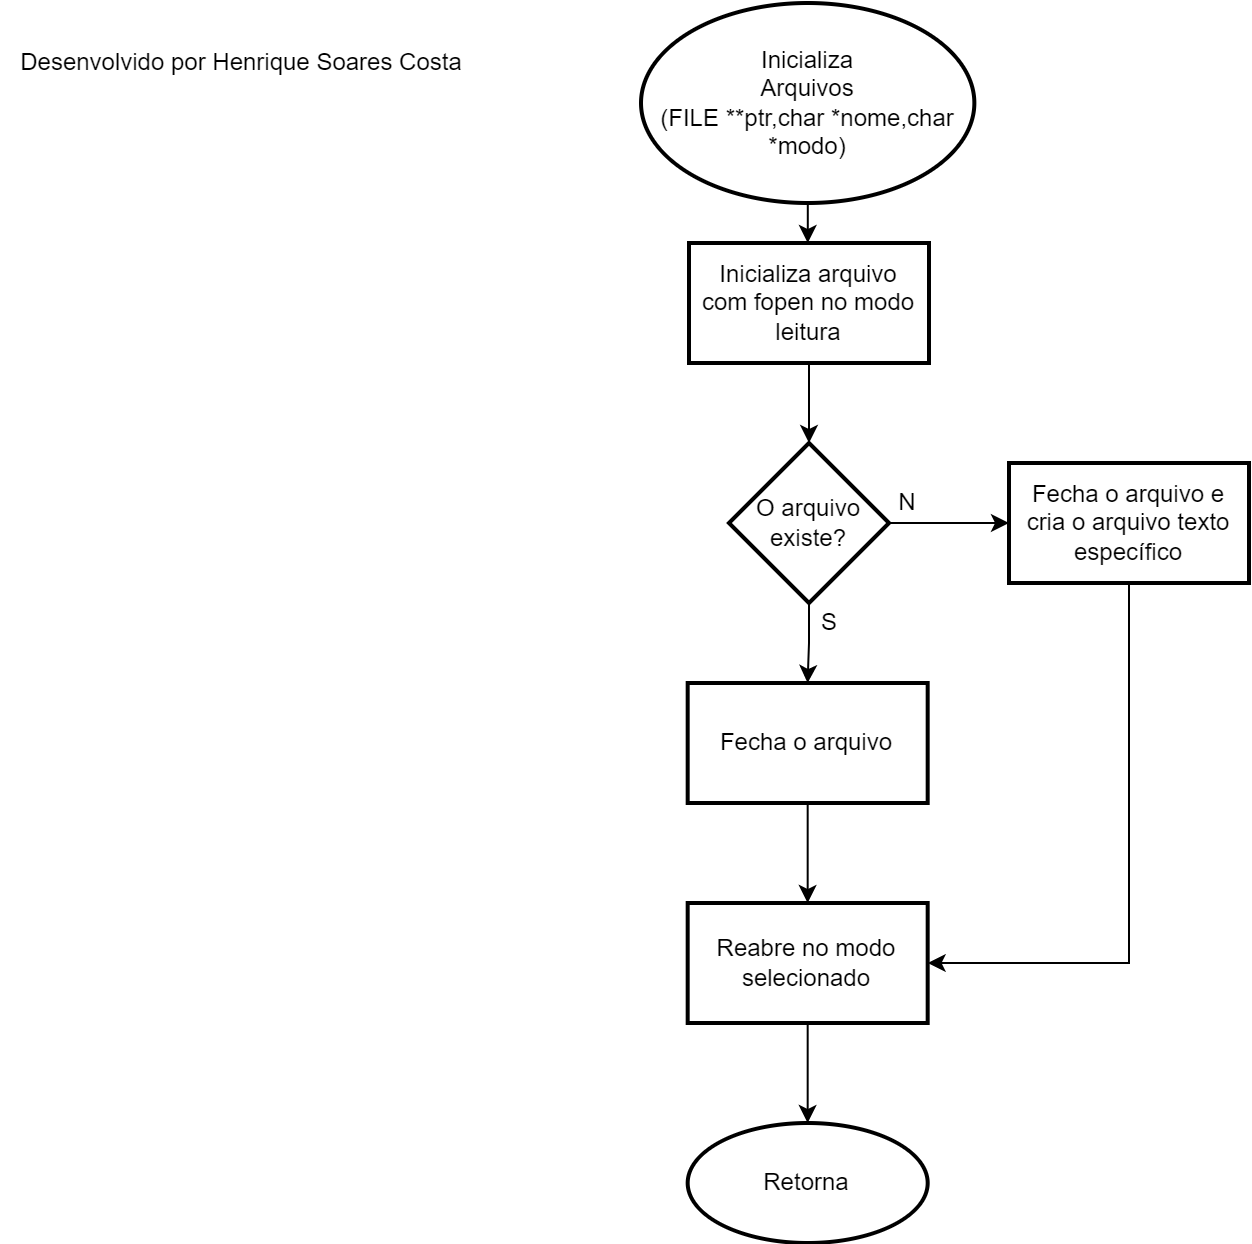 Desenvolvido por Henrique Soares Costa
Inicializa
Arquivos
(FILE **ptr,char *nome,char
*modo)
Inicializa arquivo
com fopen no modo
leitura
O arquivo
existe?
N
Fecha o arquivo e
cria o arquivo texto
específico
S
Fecha o arquivo
Reabre no modo
selecionado
Retorna